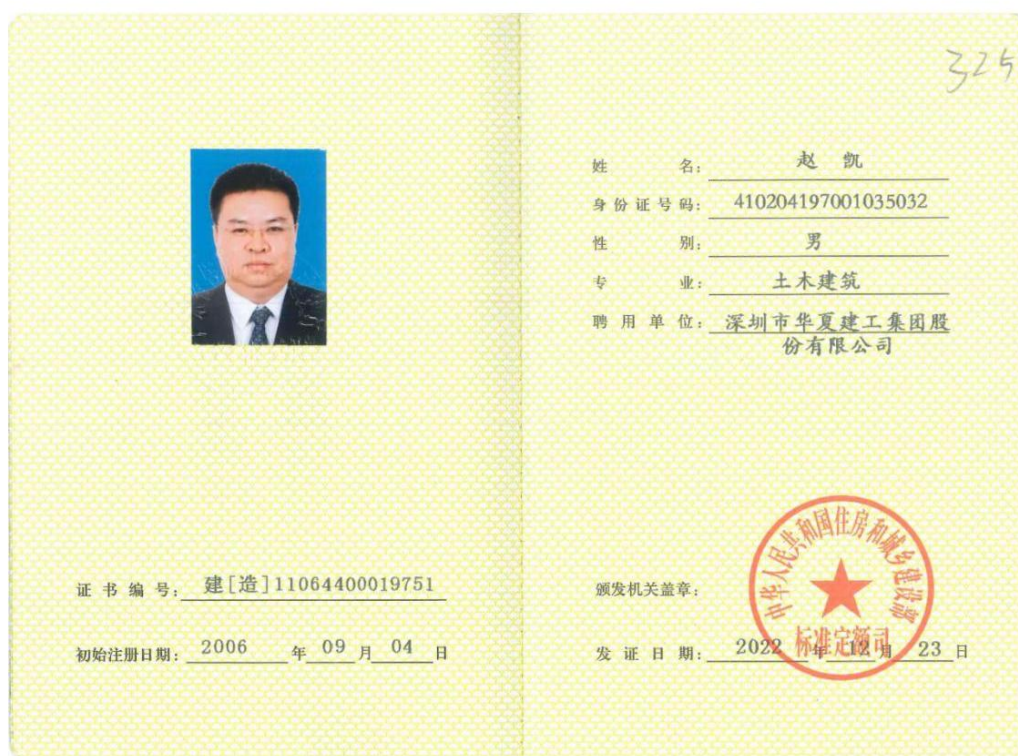 325
姓 名: 赵 凯
身份证号码: 410204197001035032
性 别: 男
专 业: 土木建筑
聘用单位: 深圳市华夏建工集团股
份有限公司
证书编号: 建[造]11064400019751
初始注册日期: 2006 年 09 月 04 日
颁发机关盖章:
中华人民共和国住房和城乡建设部
标准定额司
发证日期: 2022 年 12 月 23 日